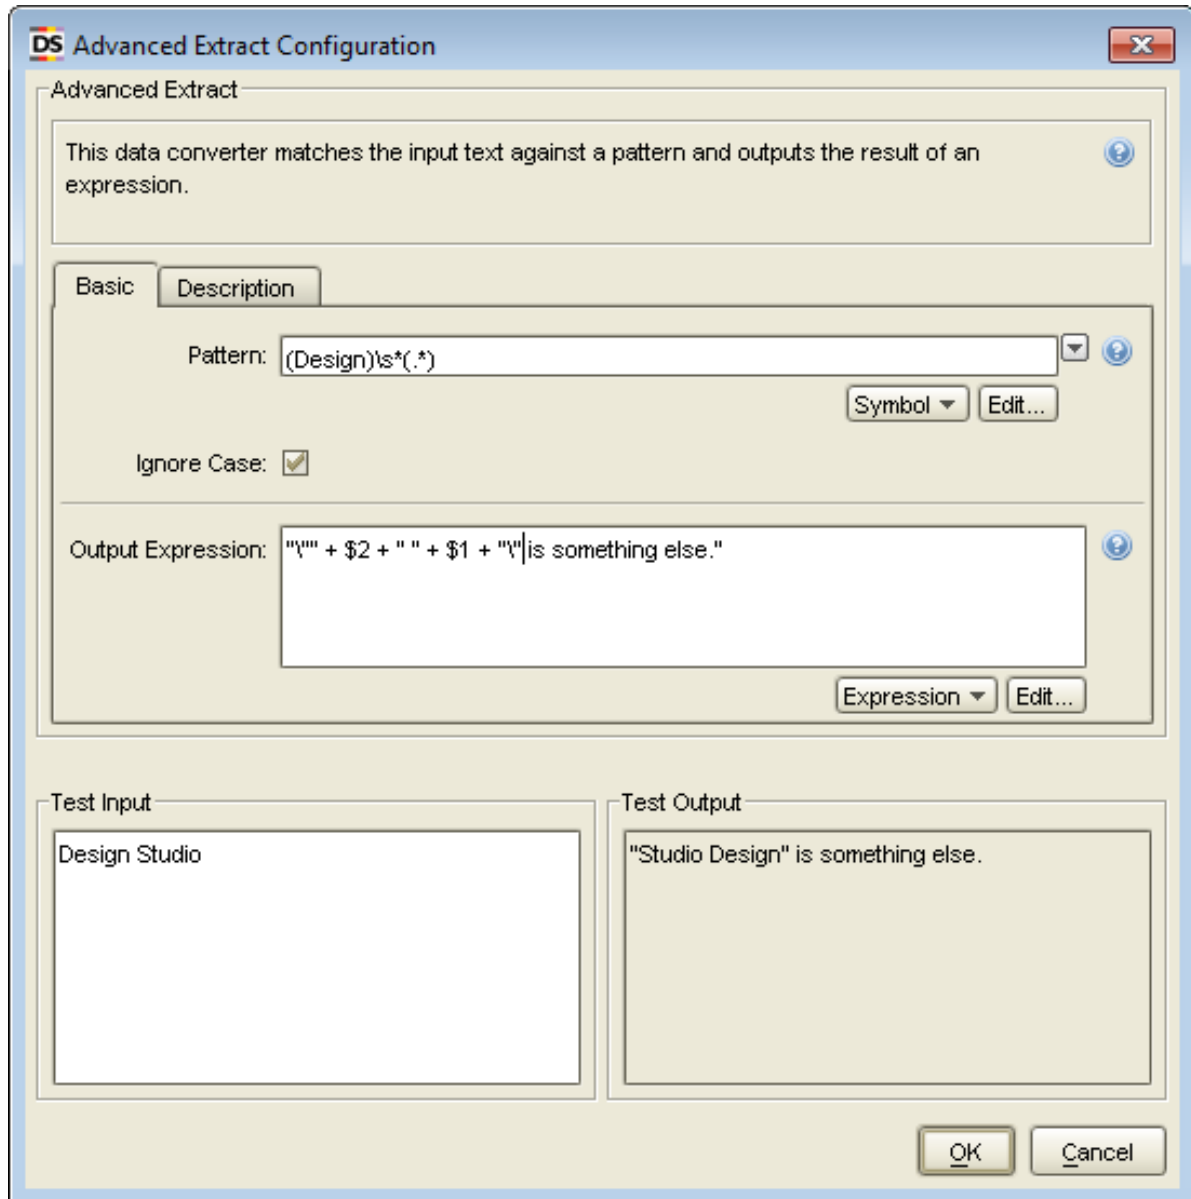 DS Advanced Extract Configuration
Advanced Extract
This data converter matches the input text against a pattern and outputs the result of an
expression.
Basic Description
Pattern: (Design)\s*(.*)
Symbol Edit...
Ignore Case:
Output Expression: "\"" + $2 + " " + $1 + "\" is something else."
Expression Edit...
Test Input Test Output
Design Studio "Studio Design" is something else.
OK Cancel